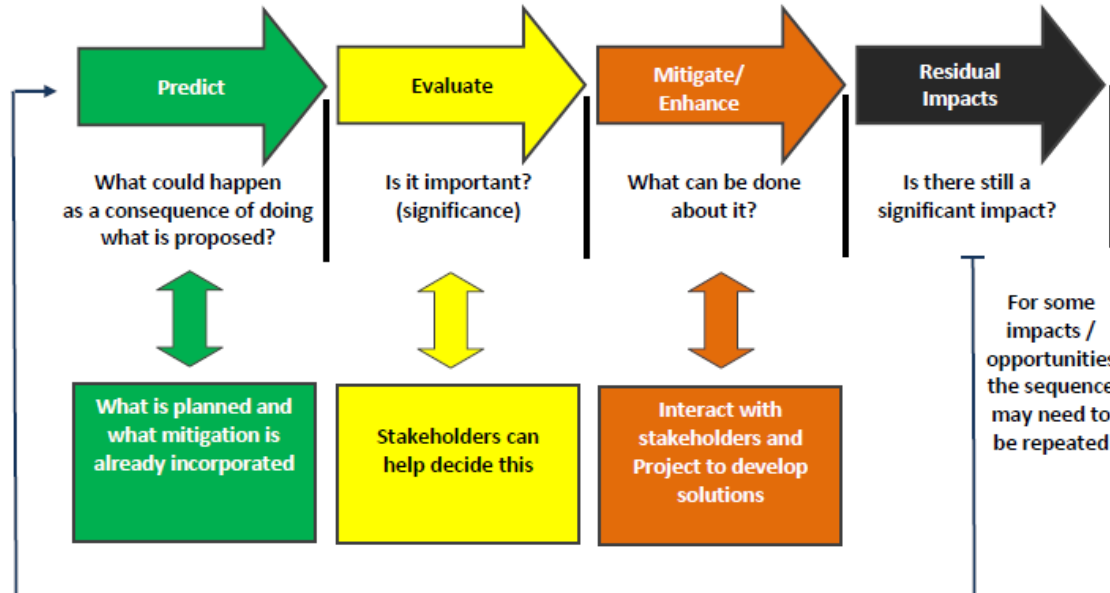 Predict
Evaluate
Mitigate/
Enhance
Residual
Impacts
What could happen
as a consequence of doing
what is proposed?
Is it important?
(significance)
What can be done
about it?
Is there still a
significant impact?
What is planned and
what mitigation is
already incorporated
Stakeholders can
help decide this
Interact with
stakeholders and
Project to develop
solutions
For some
impacts /
opportunities
the sequence
may need to
be repeated